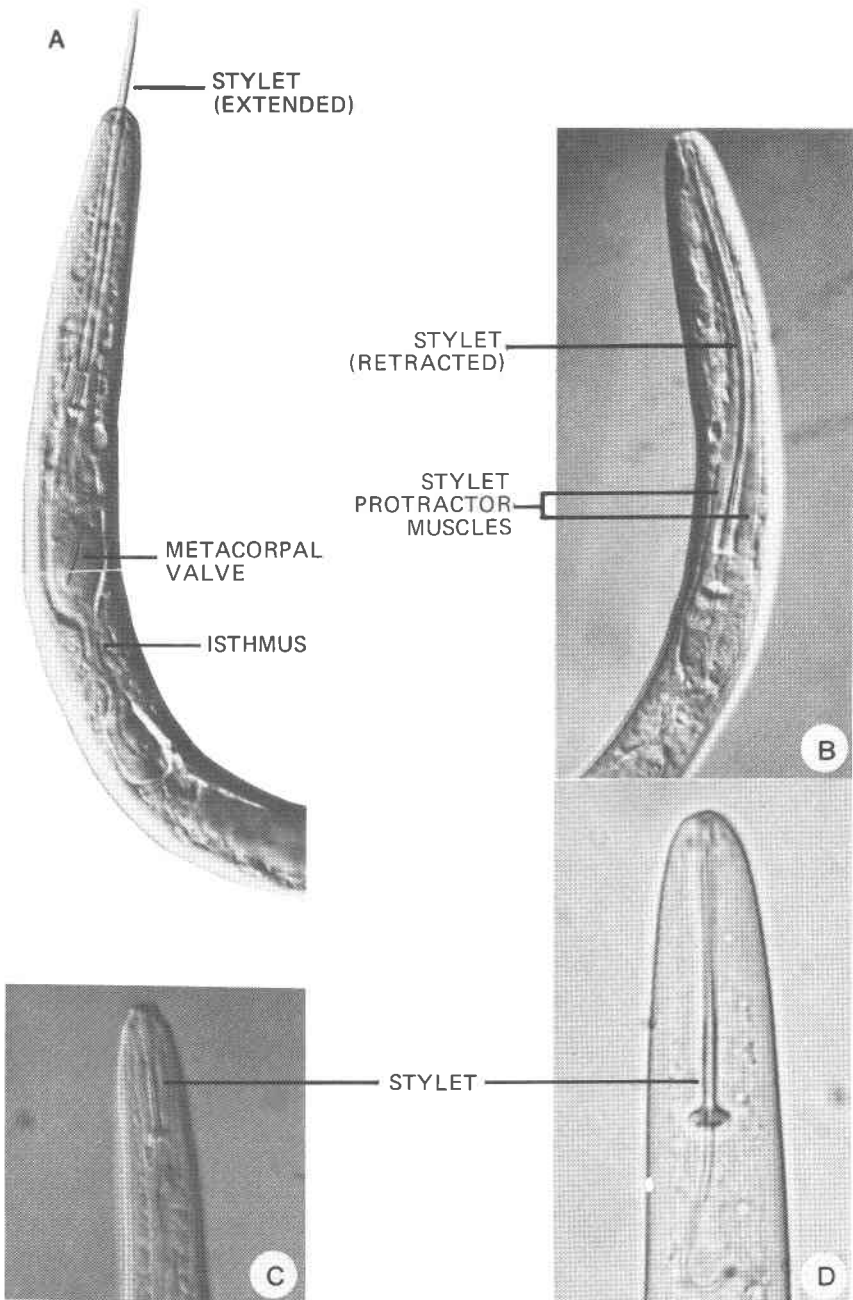 A
STYLET
(EXTENDED)
STYLET
(RETRACTED)
STYLET
PROTRACTOR
MUSCLES
METACORPAL
VALVE
ISTHMUS
B
STYLET
C
D